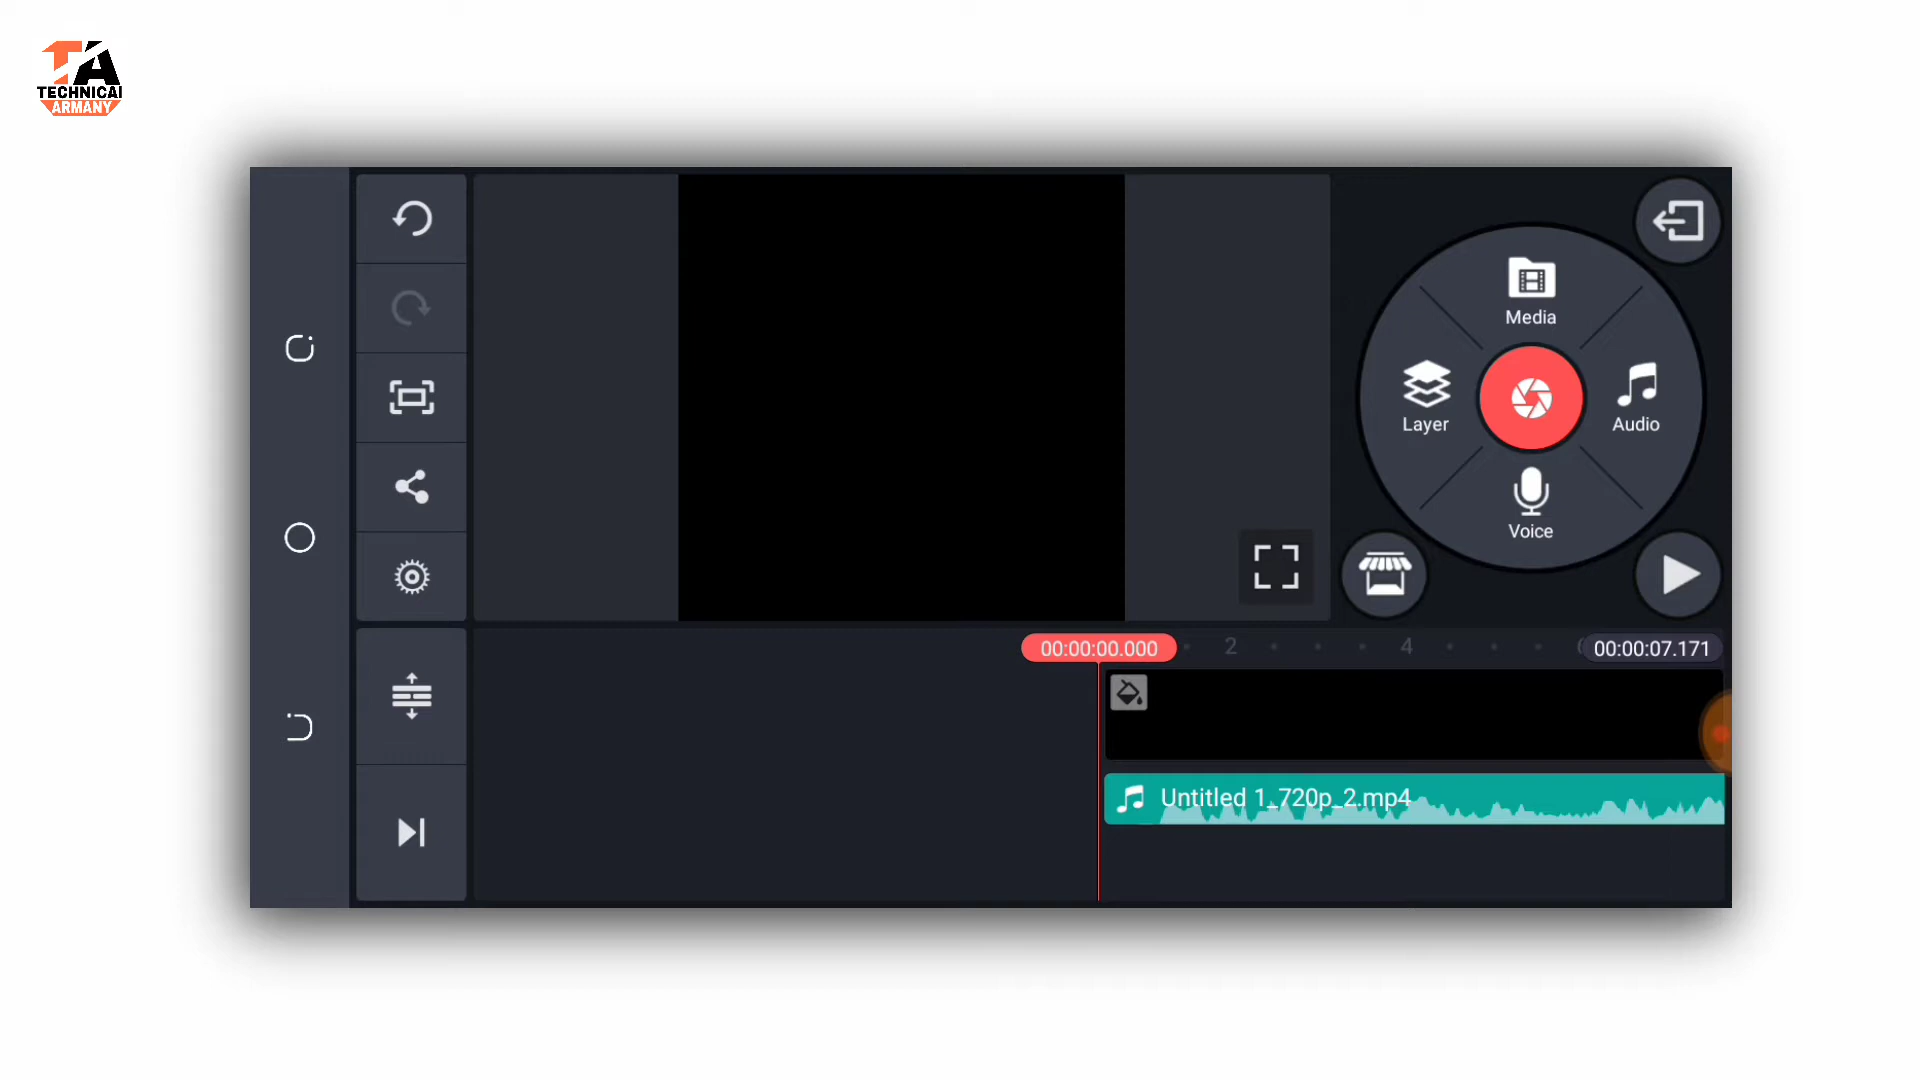 TA
TECHNICAl
ARMANY
Media
Layer
Audio
Voice
00:00:00.000
2
4
00:00:07.171
Untitled 1_720p_2.mp4